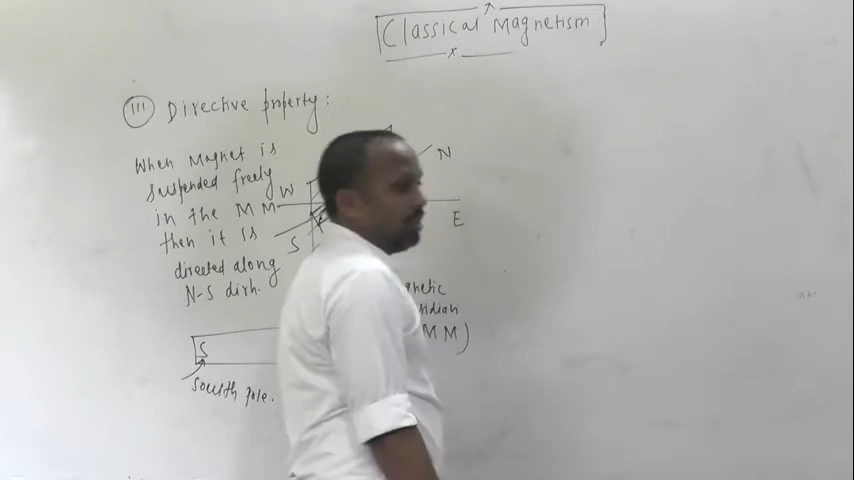 Classical Magnetism
x
III Directive property:
When Magnet is
suspended freely
in the MM
then it is
directed along
N-S dirn.
N
W
E
S
gnetic
idian
MM)
S
south pole.